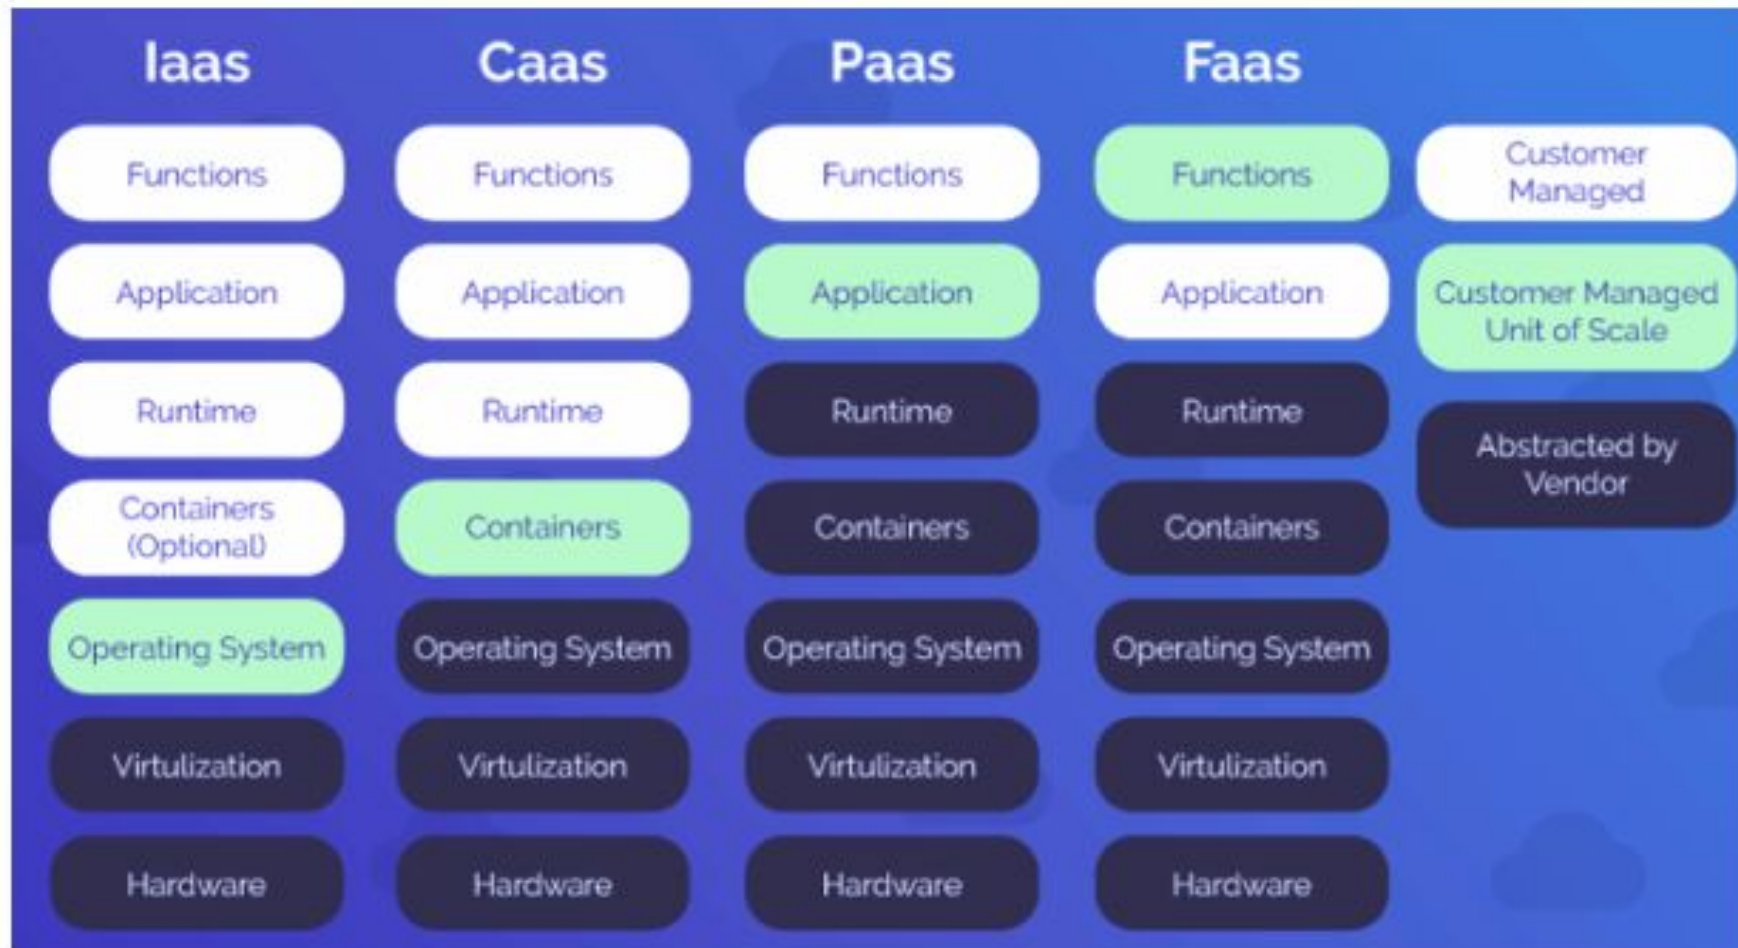 Iaas
Caas
Paas
Faas
Functions
Functions
Functions
Functions
Customer
Managed
Application
Application
Application
Application
Customer Managed
Unit of Scale
Runtime
Runtime
Runtime
Runtime
Abstracted by
Vendor
Containers
(Optional)
Containers
Containers
Containers
Operating System
Operating System
Operating System
Operating System
Virtulization
Virtulization
Virtulization
Virtulization
Hardware
Hardware
Hardware
Hardware